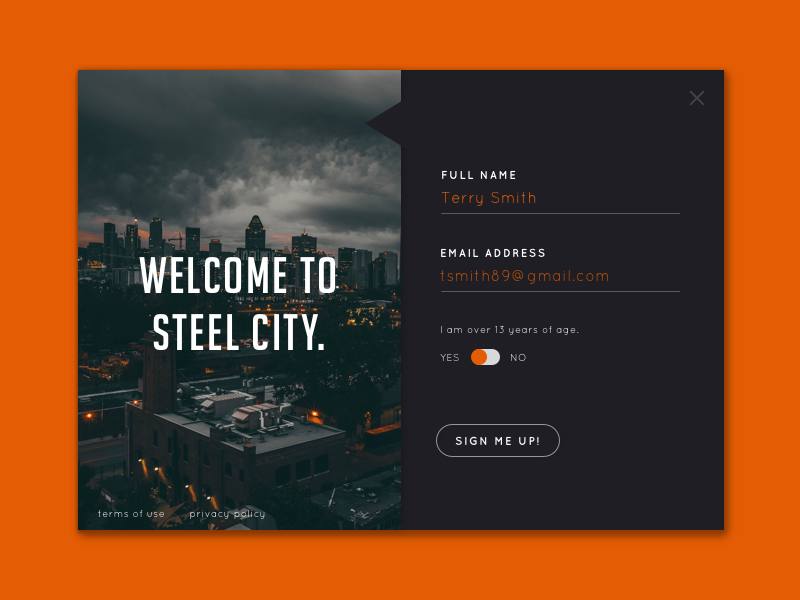 WELCOME TO
STEEL CITY.
terms of use
privacy policy
FULL NAME
Terry Smith
EMAIL ADDRESS
tsmith89@gmail.com
I am over 13 years of age.
YES NO
SIGN ME UP!